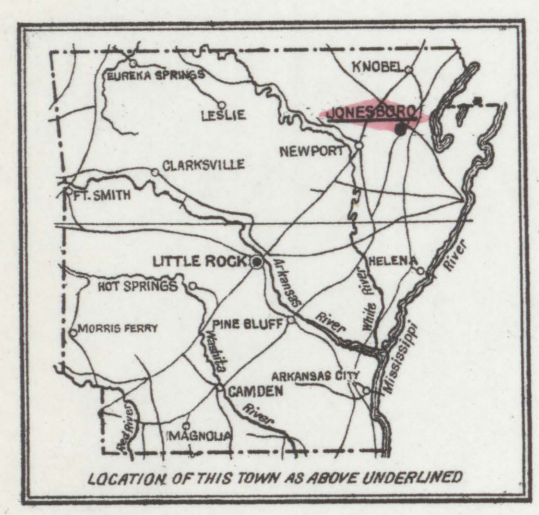 KNOBEL
EUREKA SPRINGS
LESLIE
JONESBORO
NEWPORT
CLARKSVILLE
FT. SMITH
LITTLE ROCK
HELENA
River
Arkansas
River
HOT SPRINGS
White River
MORRIS FERRY
PINE BLUFF
Washita
River
Mississippi
ARKANSAS CITY
CAMDEN
Red River
MAGNOLIA
LOCATION OF THIS TOWN AS ABOVE UNDERLINED